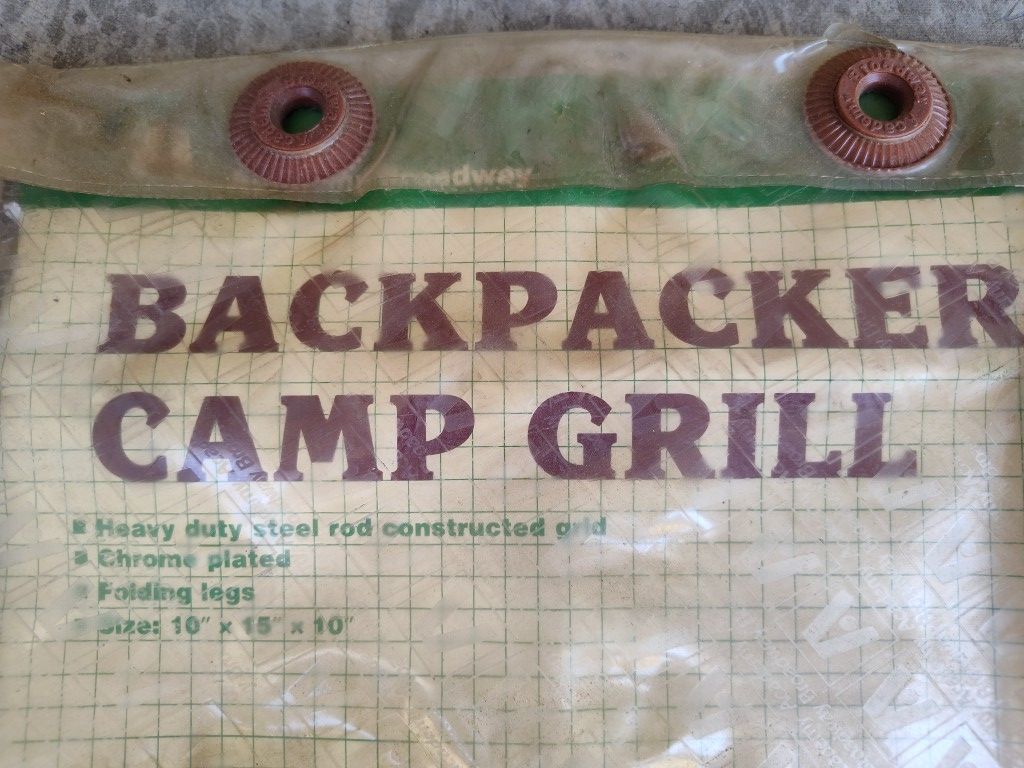 BACKPACKER
CAMP GRILL
▪ Heavy duty steel rod constructed grid
▪ Chrome plated
▪ Folding legs
▪ Size: 10" x 15" x 10"